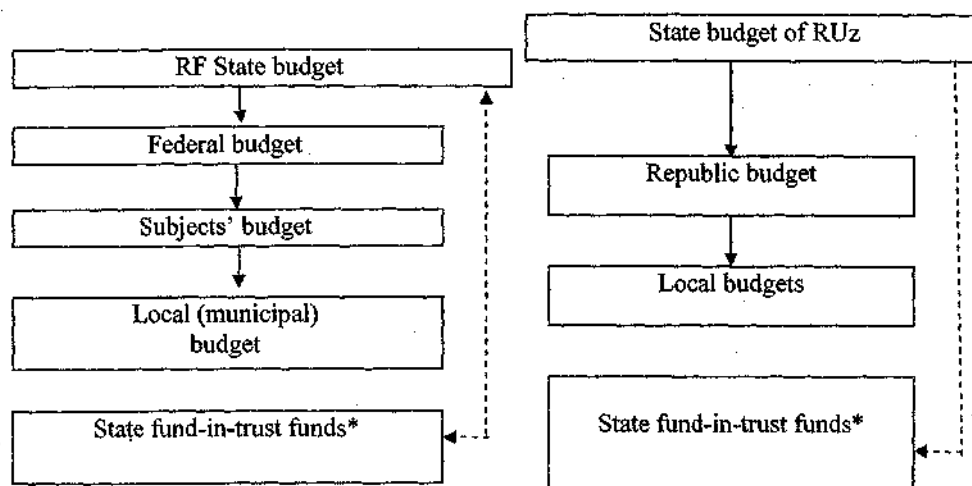 RF State budget
Federal budget
Subjects' budget
Local (municipal)
budget
State fund-in-trust funds*
State budget of RUz
Republic budget
Local budgets
State fund-in-trust funds*